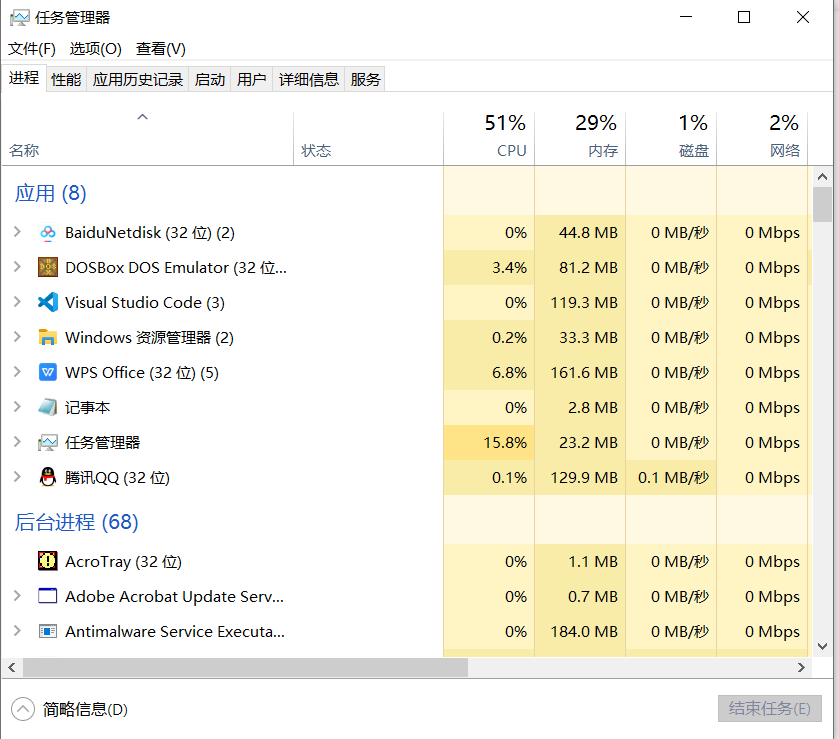 任务管理器
文件(F) 选项(O) 查看(V)
进程 性能 应用历史记录 启动 用户 详细信息 服务
51% 29% 1% 2%
名称 状态 CPU 内存 磁盘 网络
应用 (8)
BaiduNetdisk (32 位) (2) 0% 44.8 MB 0 MB/秒 0 Mbps
DOSBox DOS Emulator (32 位... 3.4% 81.2 MB 0 MB/秒 0 Mbps
Visual Studio Code (3) 0% 119.3 MB 0 MB/秒 0 Mbps
Windows 资源管理器 (2) 0.2% 33.3 MB 0 MB/秒 0 Mbps
WPS Office (32 位) (5) 6.8% 161.6 MB 0 MB/秒 0 Mbps
记事本 0% 2.8 MB 0 MB/秒 0 Mbps
任务管理器 15.8% 23.2 MB 0 MB/秒 0 Mbps
腾讯QQ (32 位) 0.1% 129.9 MB 0.1 MB/秒 0 Mbps
后台进程 (68)
AcroTray (32 位) 0% 1.1 MB 0 MB/秒 0 Mbps
Adobe Acrobat Update Serv... 0% 0.7 MB 0 MB/秒 0 Mbps
Antimalware Service Executa... 0% 184.0 MB 0 MB/秒 0 Mbps
简略信息(D) 结束任务(E)